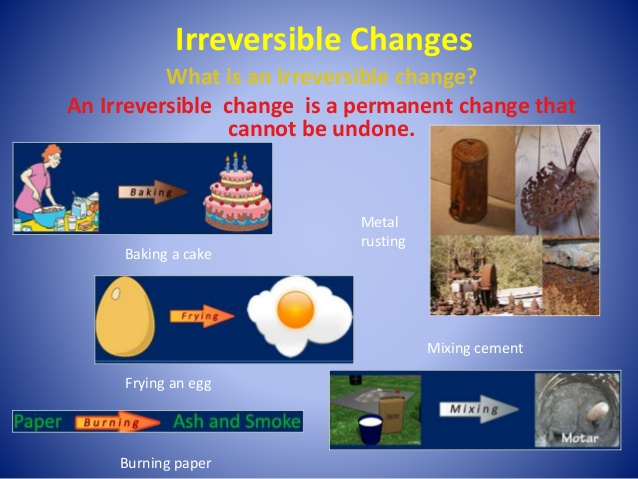 Irreversible Changes
What is an Irreversible change?
An Irreversible change is a permanent change that
cannot be undone.
Baking
Baking a cake
Metal
rusting
Frying
Frying an egg
Mixing cement
Paper Burning Ash and Smoke
Burning paper
Mixing
Motar